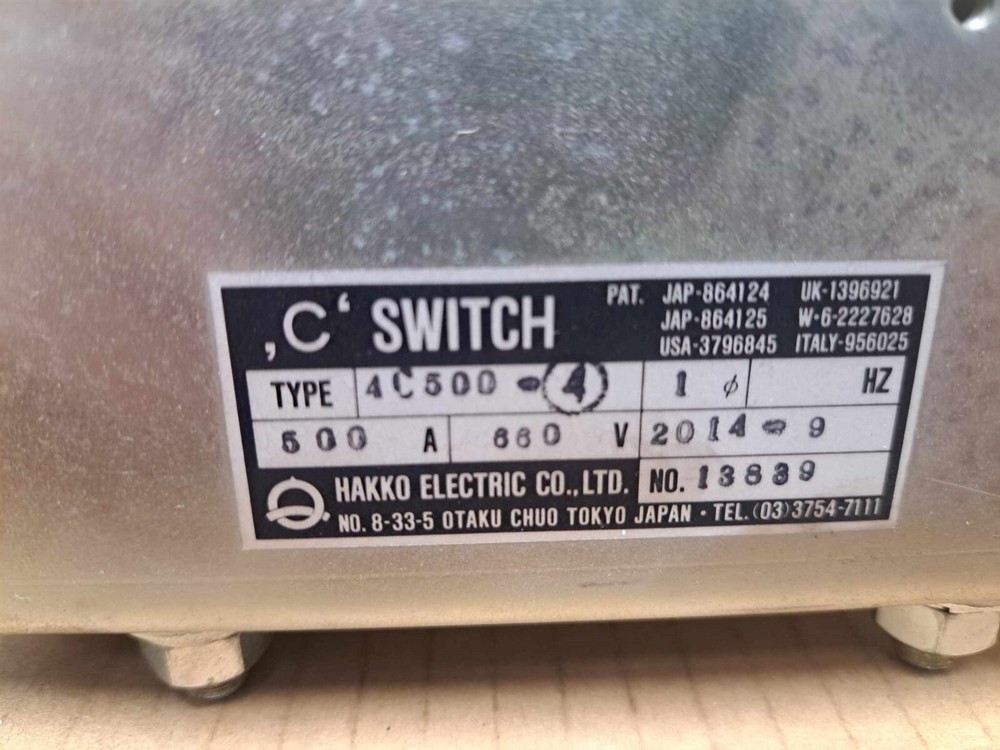 ‚C‘ SWITCH
PAT. JAP-864124 UK-1396921
JAP-864125 W-6-2227628
USA-3796845 ITALY-956025
TYPE 4C500-④ 1 ϕ HZ
500 A 660 V 2014-9
HAKKO ELECTRIC CO.,LTD. NO. 13839
NO. 8-33-5 OTAKU CHUO TOKYO JAPAN · TEL. (03)3754-7111